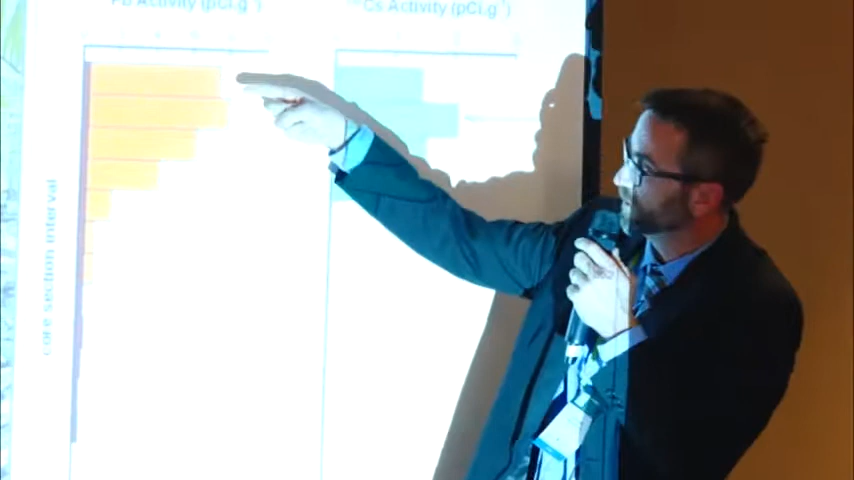 Pb Activity (pCi.g⁻¹)
Cs Activity (pCi.g⁻¹)
core section interval